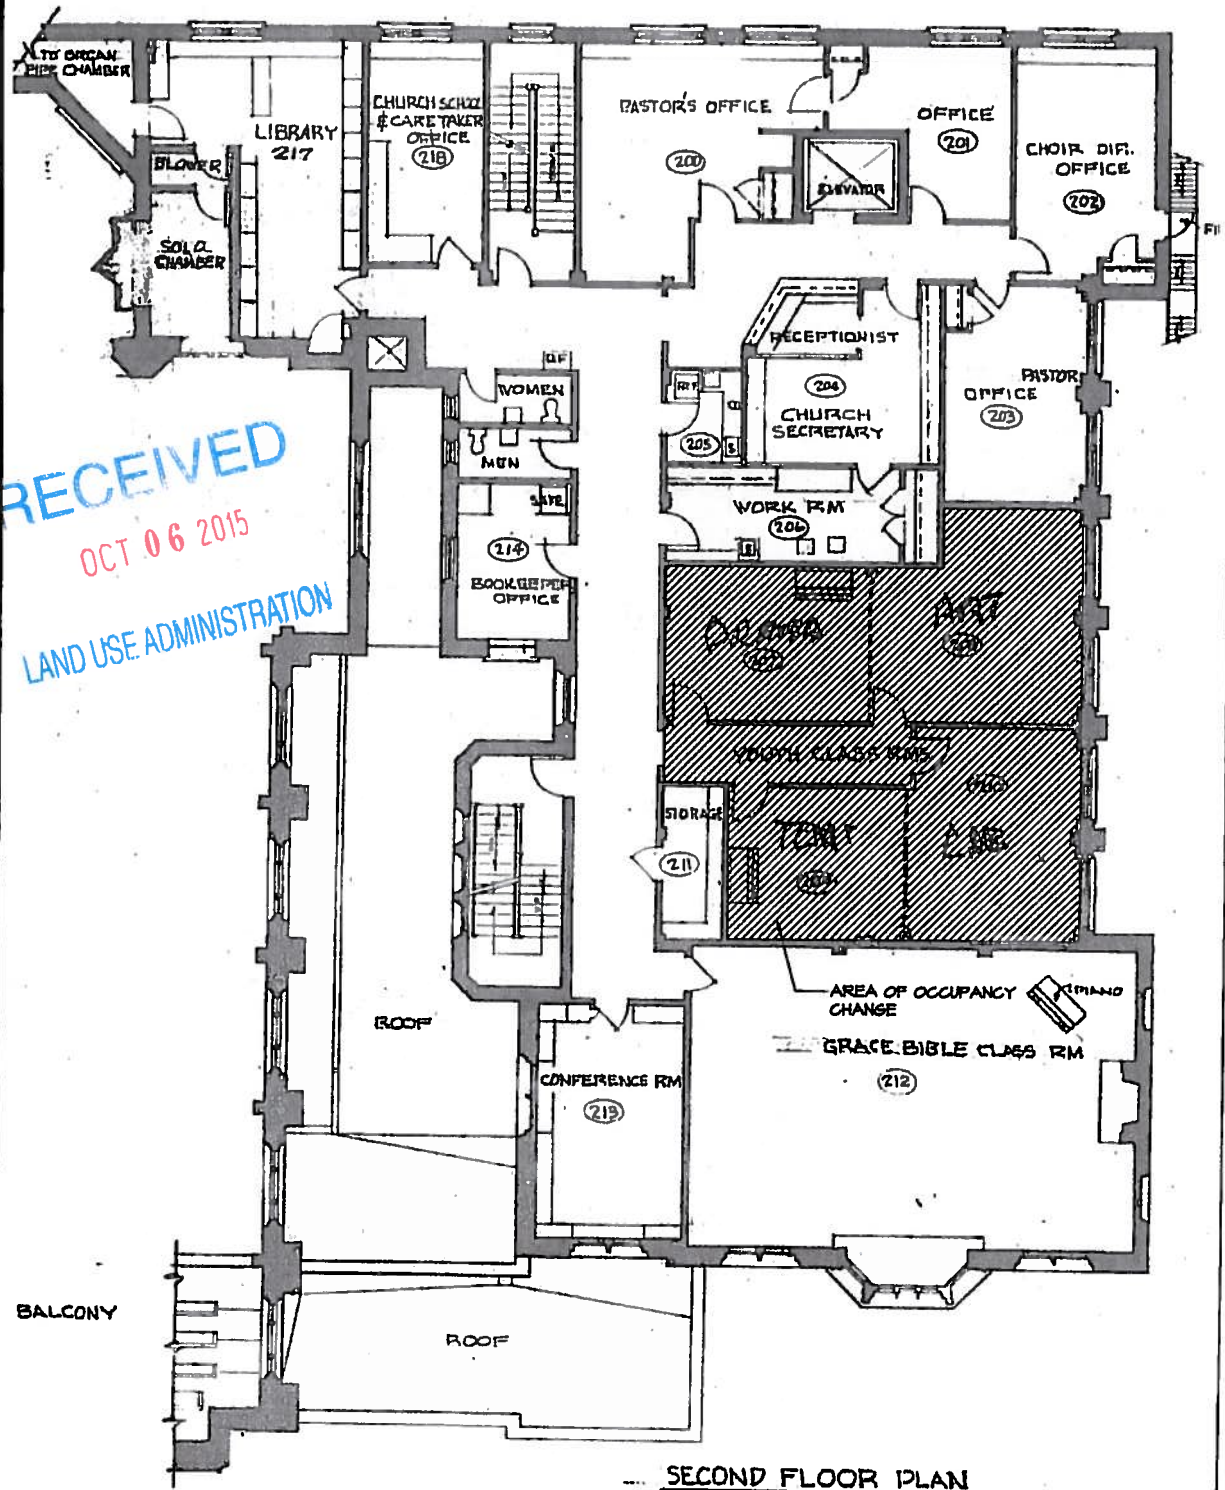 TO ORGAN
PIPE CHAMBER
LIBRARY
217
BLOWER
SOLO
CHAMBER
CHURCH SCHOOL
& CARETAKER
OFFICE
218
PASTOR'S OFFICE
200
ELEVATOR
OFFICE
201
CHOIR DIR.
OFFICE
202
RECEPTIONIST
204
CHURCH
SECRETARY
PASTOR
OFFICE
203
DF
WOMEN
MEN
REF
205
S
SAFE
214
BOOKKEEPER
OFFICE
WORK RM
206
RECEIVED
OCT 06 2015
LAND USE ADMINISTRATION
ART
YOUTH CLASS RMS
STORAGE
211
AREA OF OCCUPANCY
CHANGE
PIANO
GRACE BIBLE CLASS RM
212
ROOF
CONFERENCE RM
213
BALCONY
ROOF
SECOND FLOOR PLAN